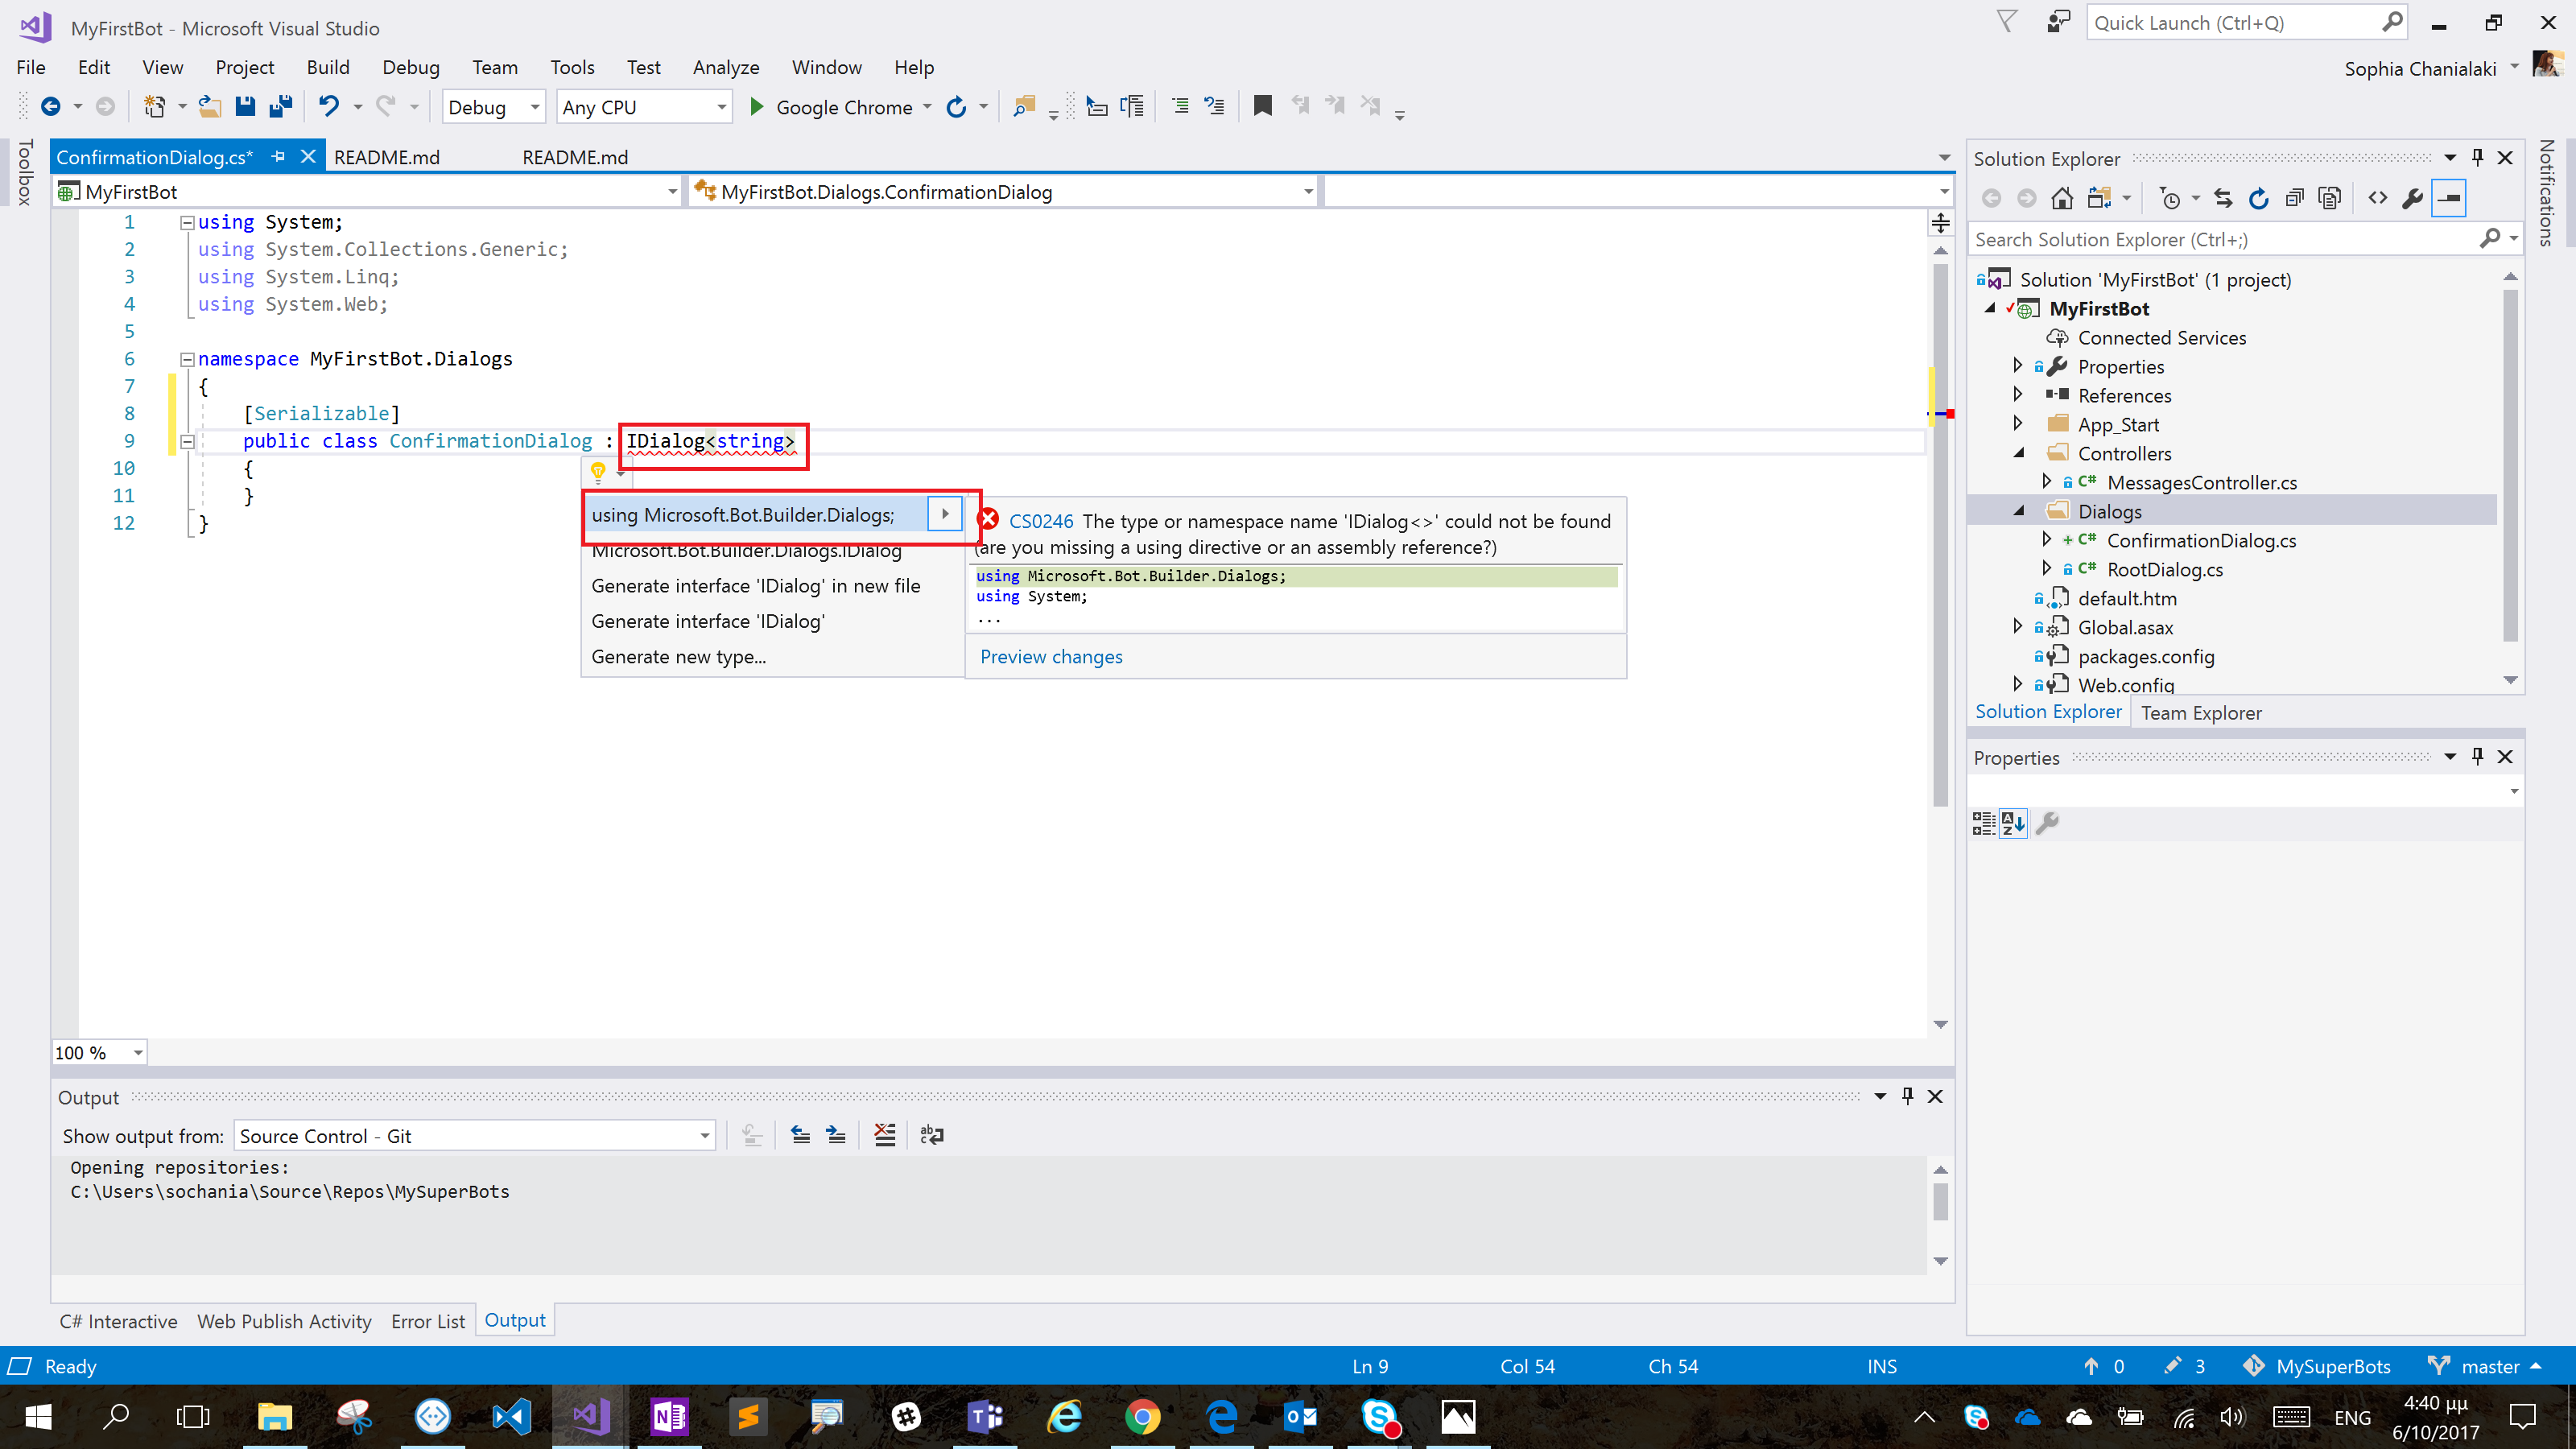 MyFirstBot - Microsoft Visual Studio
Quick Launch (Ctrl+Q)
File Edit View Project Build Debug Team Tools Test Analyze Window Help
Sophia Chanialaki
Debug Any CPU Google Chrome
Toolbox
ConfirmationDialog.cs* README.md README.md
MyFirstBot MyFirstBot.Dialogs.ConfirmationDialog
1 using System;
2 using System.Collections.Generic;
3 using System.Linq;
4 using System.Web;
5
6 namespace MyFirstBot.Dialogs
7 {
8 [Serializable]
9 public class ConfirmationDialog : IDialog<string>
10 {
11 }
12 }
using Microsoft.Bot.Builder.Dialogs;
Microsoft.Bot.Builder.Dialogs.IDialog
Generate interface 'IDialog' in new file
Generate interface 'IDialog'
Generate new type...
CS0246 The type or namespace name 'IDialog<>' could not be found
(are you missing a using directive or an assembly reference?)
using Microsoft.Bot.Builder.Dialogs;
using System;
...
Preview changes
100 %
Output
Show output from: Source Control - Git
Opening repositories:
C:\Users\sochania\Source\Repos\MySuperBots
C# Interactive Web Publish Activity Error List Output
Solution Explorer
Search Solution Explorer (Ctrl+;)
Solution 'MyFirstBot' (1 project)
MyFirstBot
Connected Services
Properties
References
App_Start
Controllers
C# MessagesController.cs
Dialogs
C# ConfirmationDialog.cs
C# RootDialog.cs
default.htm
Global.asax
packages.config
Web.config
Solution Explorer Team Explorer
Properties
Notifications
Ready Ln 9 Col 54 Ch 54 INS 0 3 MySuperBots master
ENG
4:40 μμ
6/10/2017